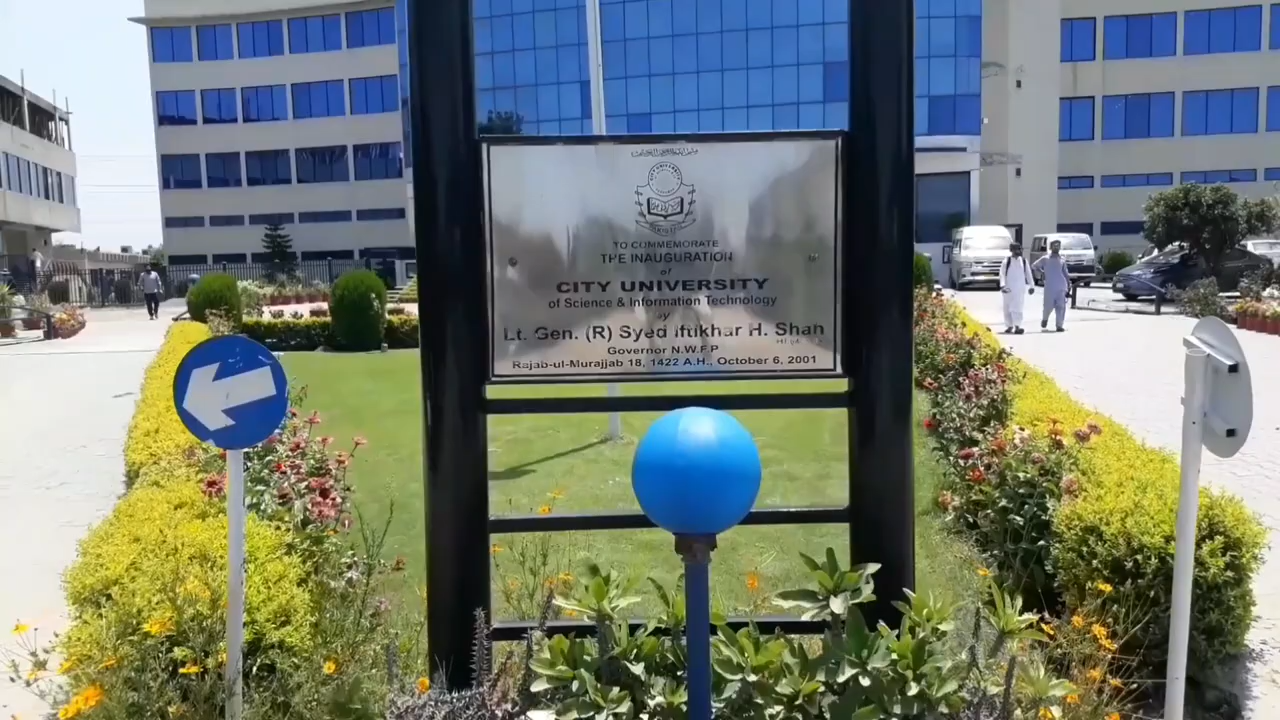 TO COMMEMORATE
THE INAUGURATION
of
CITY UNIVERSITY
of Science & Information Technology
by
Lt. Gen. (R) Syed Iftikhar H. Shah
Governor N.W.F.P
Rajab-ul-Murajjab 18, 1422 A.H., October 6, 2001